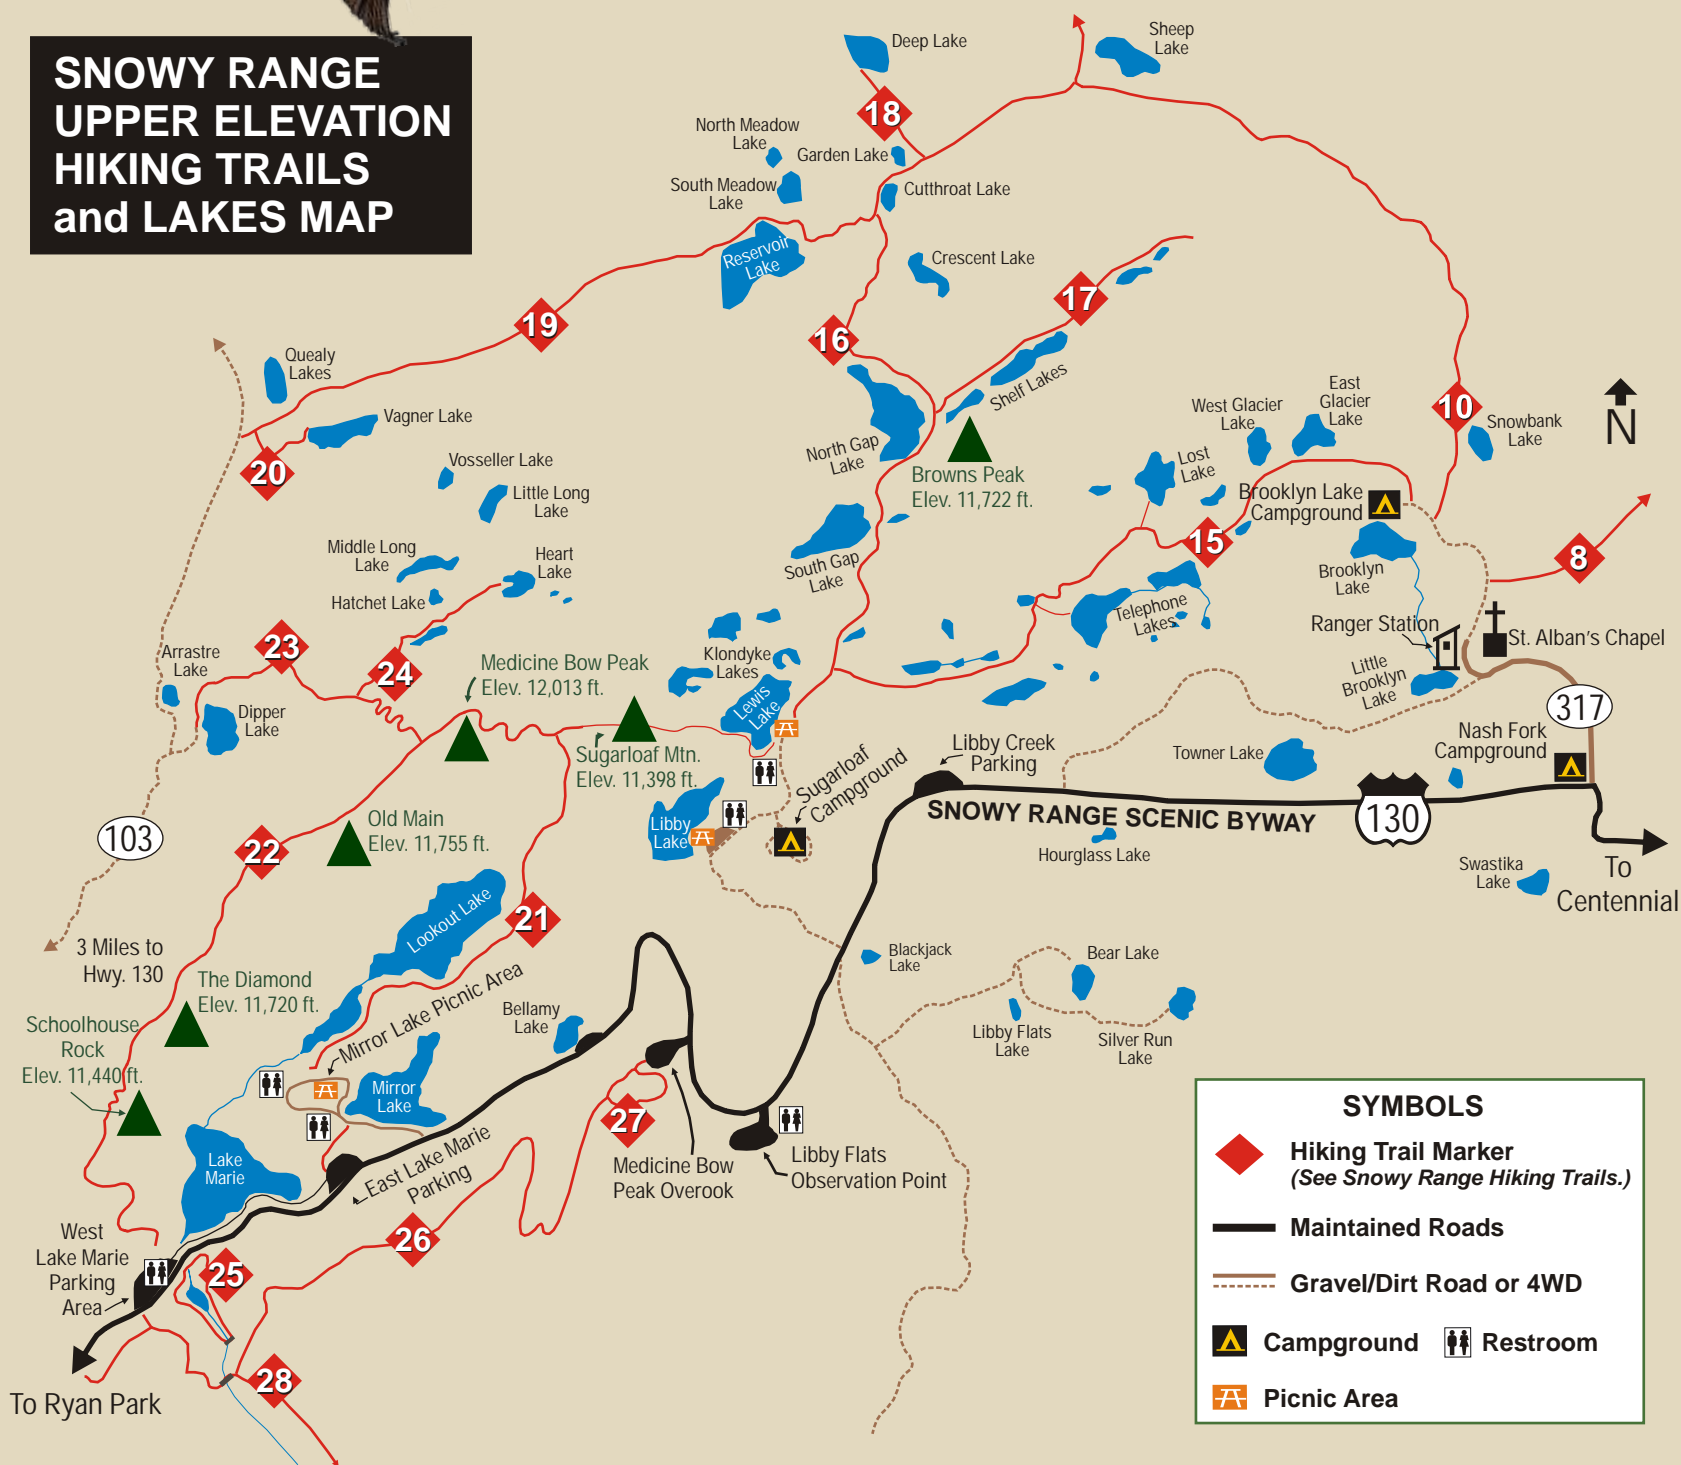 SNOWY RANGE
UPPER ELEVATION
HIKING TRAILS
and LAKES MAP
Deep Lake
Sheep
Lake
18
North Meadow
Lake
Garden Lake
South Meadow
Lake
Cutthroat Lake
Reservoir
Lake
Crescent Lake
17
19
16
Quealy
Lakes
Shelf Lakes
Vagner Lake
20
North Gap
Lake
Browns Peak
Elev. 11,722 ft.
West Glacier
Lake
East
Glacier
Lake
10
Snowbank
Lake
N
Vosseller Lake
Little Long
Lake
Lost
Lake
Brooklyn Lake
Campground
15
8
Middle Long
Lake
Heart
Lake
Hatchet Lake
South Gap
Lake
Brooklyn
Lake
Telephone
Lakes
Ranger Station
St. Alban's Chapel
23
Arrastre
Lake
24
Medicine Bow Peak
Elev. 12,013 ft.
Klondyke
Lakes
Lewis
Lake
Little
Brooklyn
Lake
317
Dipper
Lake
Sugarloaf Mtn.
Elev. 11,398 ft.
Sugarloaf
Campground
Libby Creek
Parking
Towner Lake
Nash Fork
Campground
SNOWY RANGE SCENIC BYWAY
130
103
Old Main
Elev. 11,755 ft.
22
Libby
Lake
Hourglass Lake
Swastika
Lake
To
Centennial
Lookout Lake
21
3 Miles to
Hwy. 130
The Diamond
Elev. 11,720 ft.
Mirror Lake Picnic Area
Bellamy
Lake
Blackjack
Lake
Bear Lake
Libby Flats
Lake
Silver Run
Lake
Schoolhouse
Rock
Elev. 11,440 ft.
Mirror
Lake
27
Lake
Marie
East Lake Marie
Parking
Medicine Bow
Peak Overook
Libby Flats
Observation Point
26
West
Lake Marie
Parking
Area
25
28
To Ryan Park
SYMBOLS
Hiking Trail Marker
(See Snowy Range Hiking Trails.)
Maintained Roads
Gravel/Dirt Road or 4WD
Campground
Restroom
Picnic Area